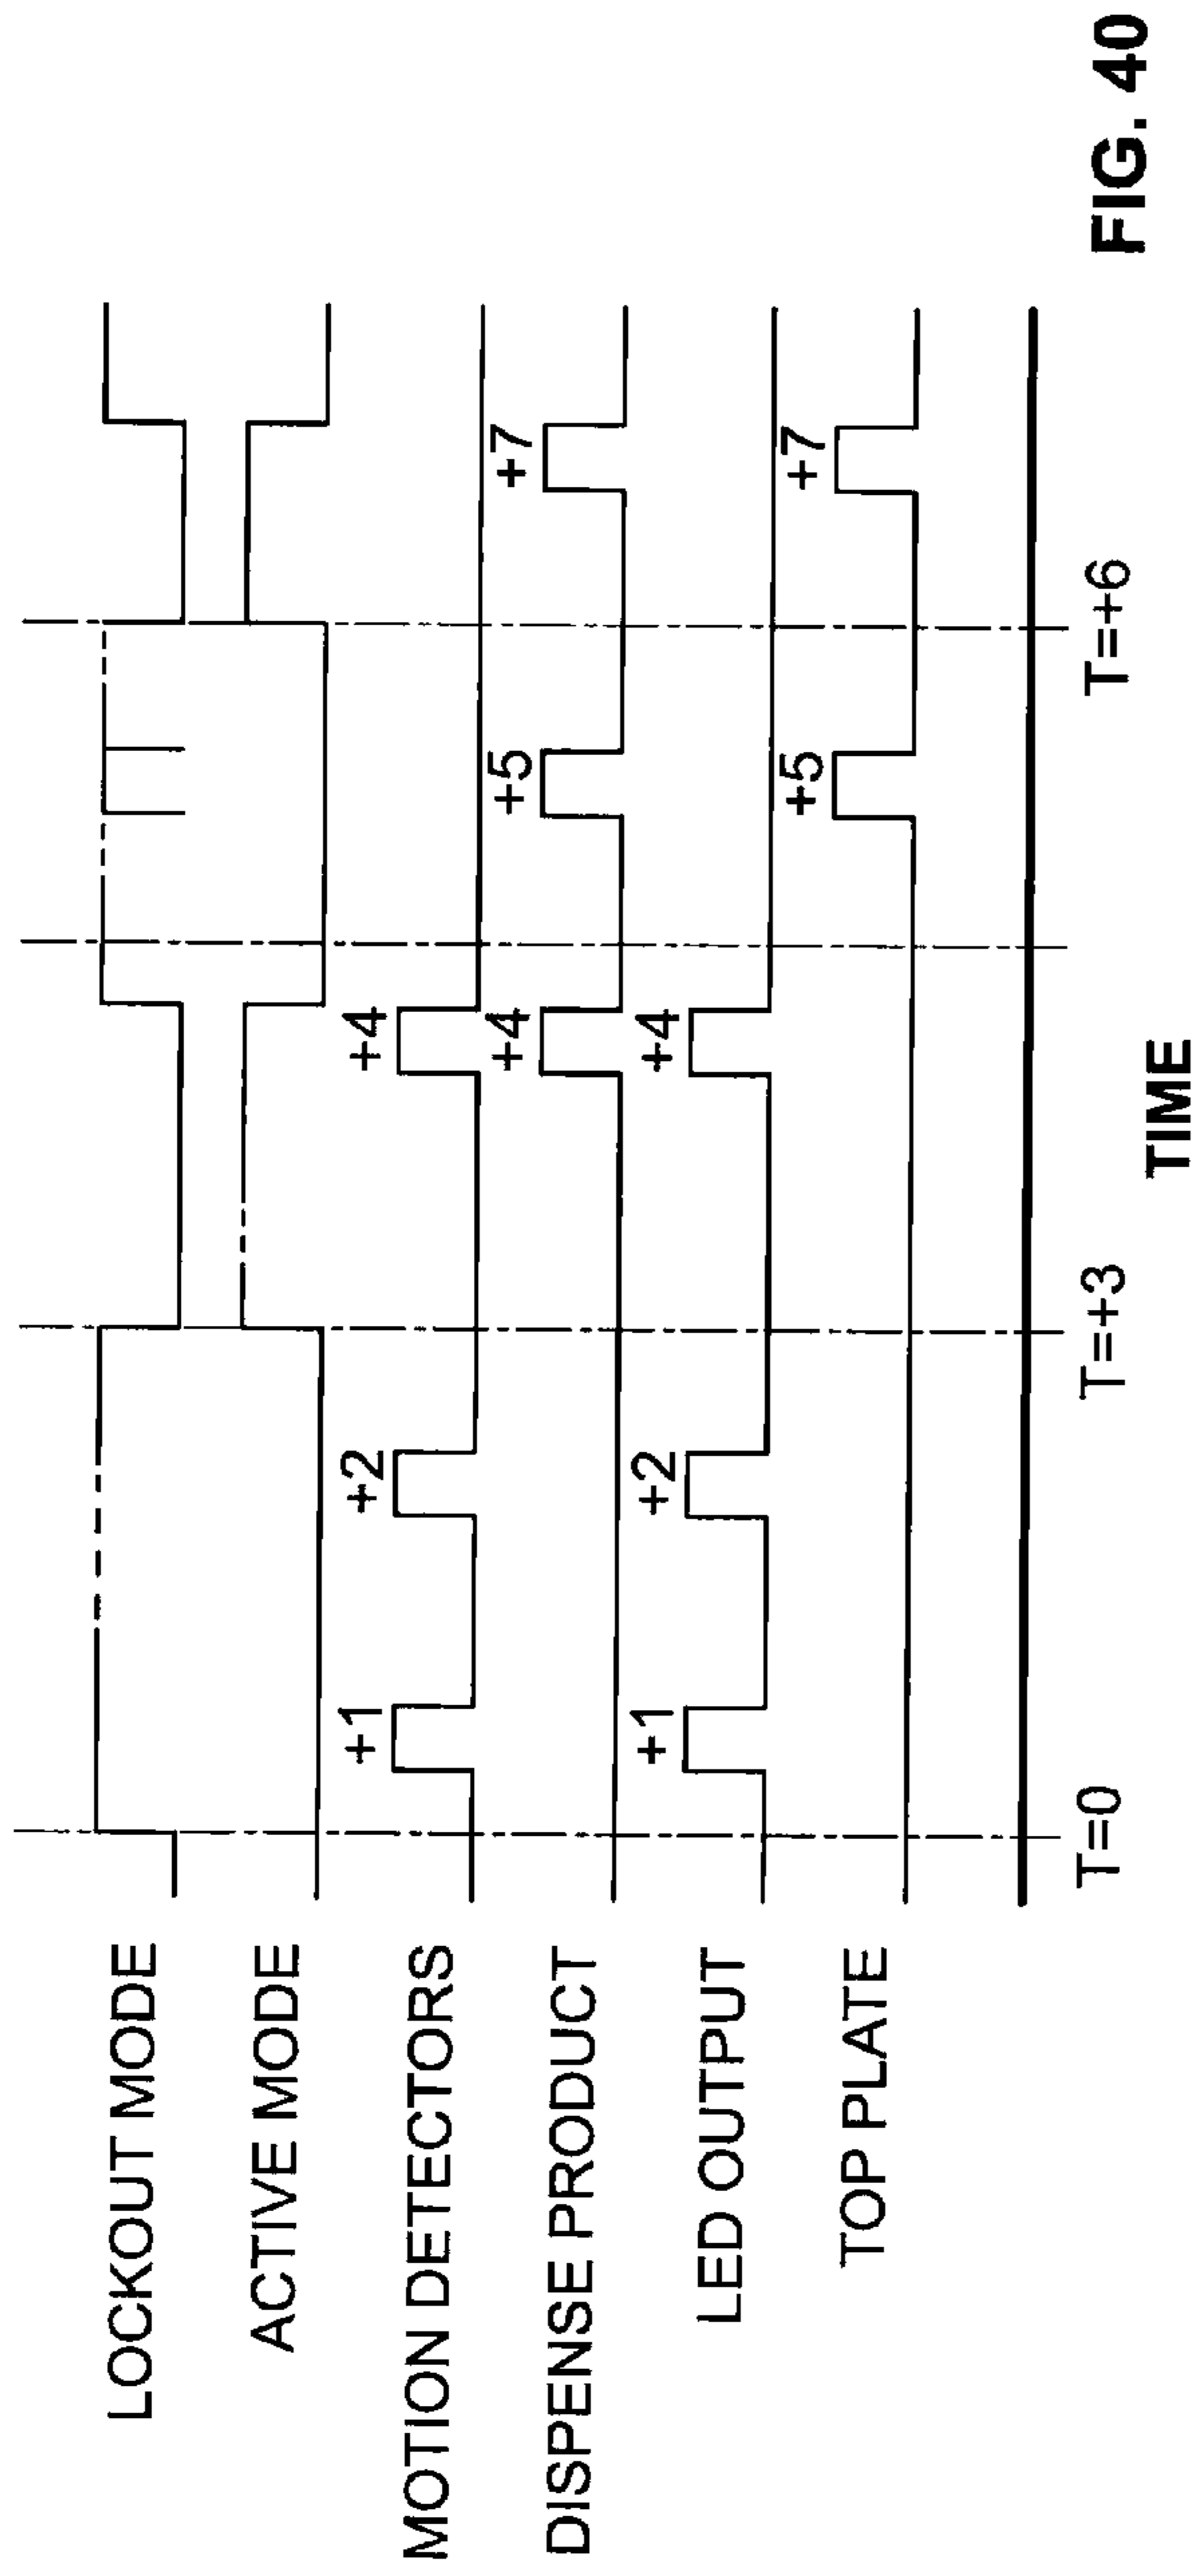 LOCKOUT MODE
ACTIVE MODE
MOTION DETECTORS
+1 +2 +4
DISPENSE PRODUCT
+4 +5 +7
LED OUTPUT
+1 +2 +4
TOP PLATE
+5 +7
T=0 T=+3 T=+6
TIME
FIG. 40